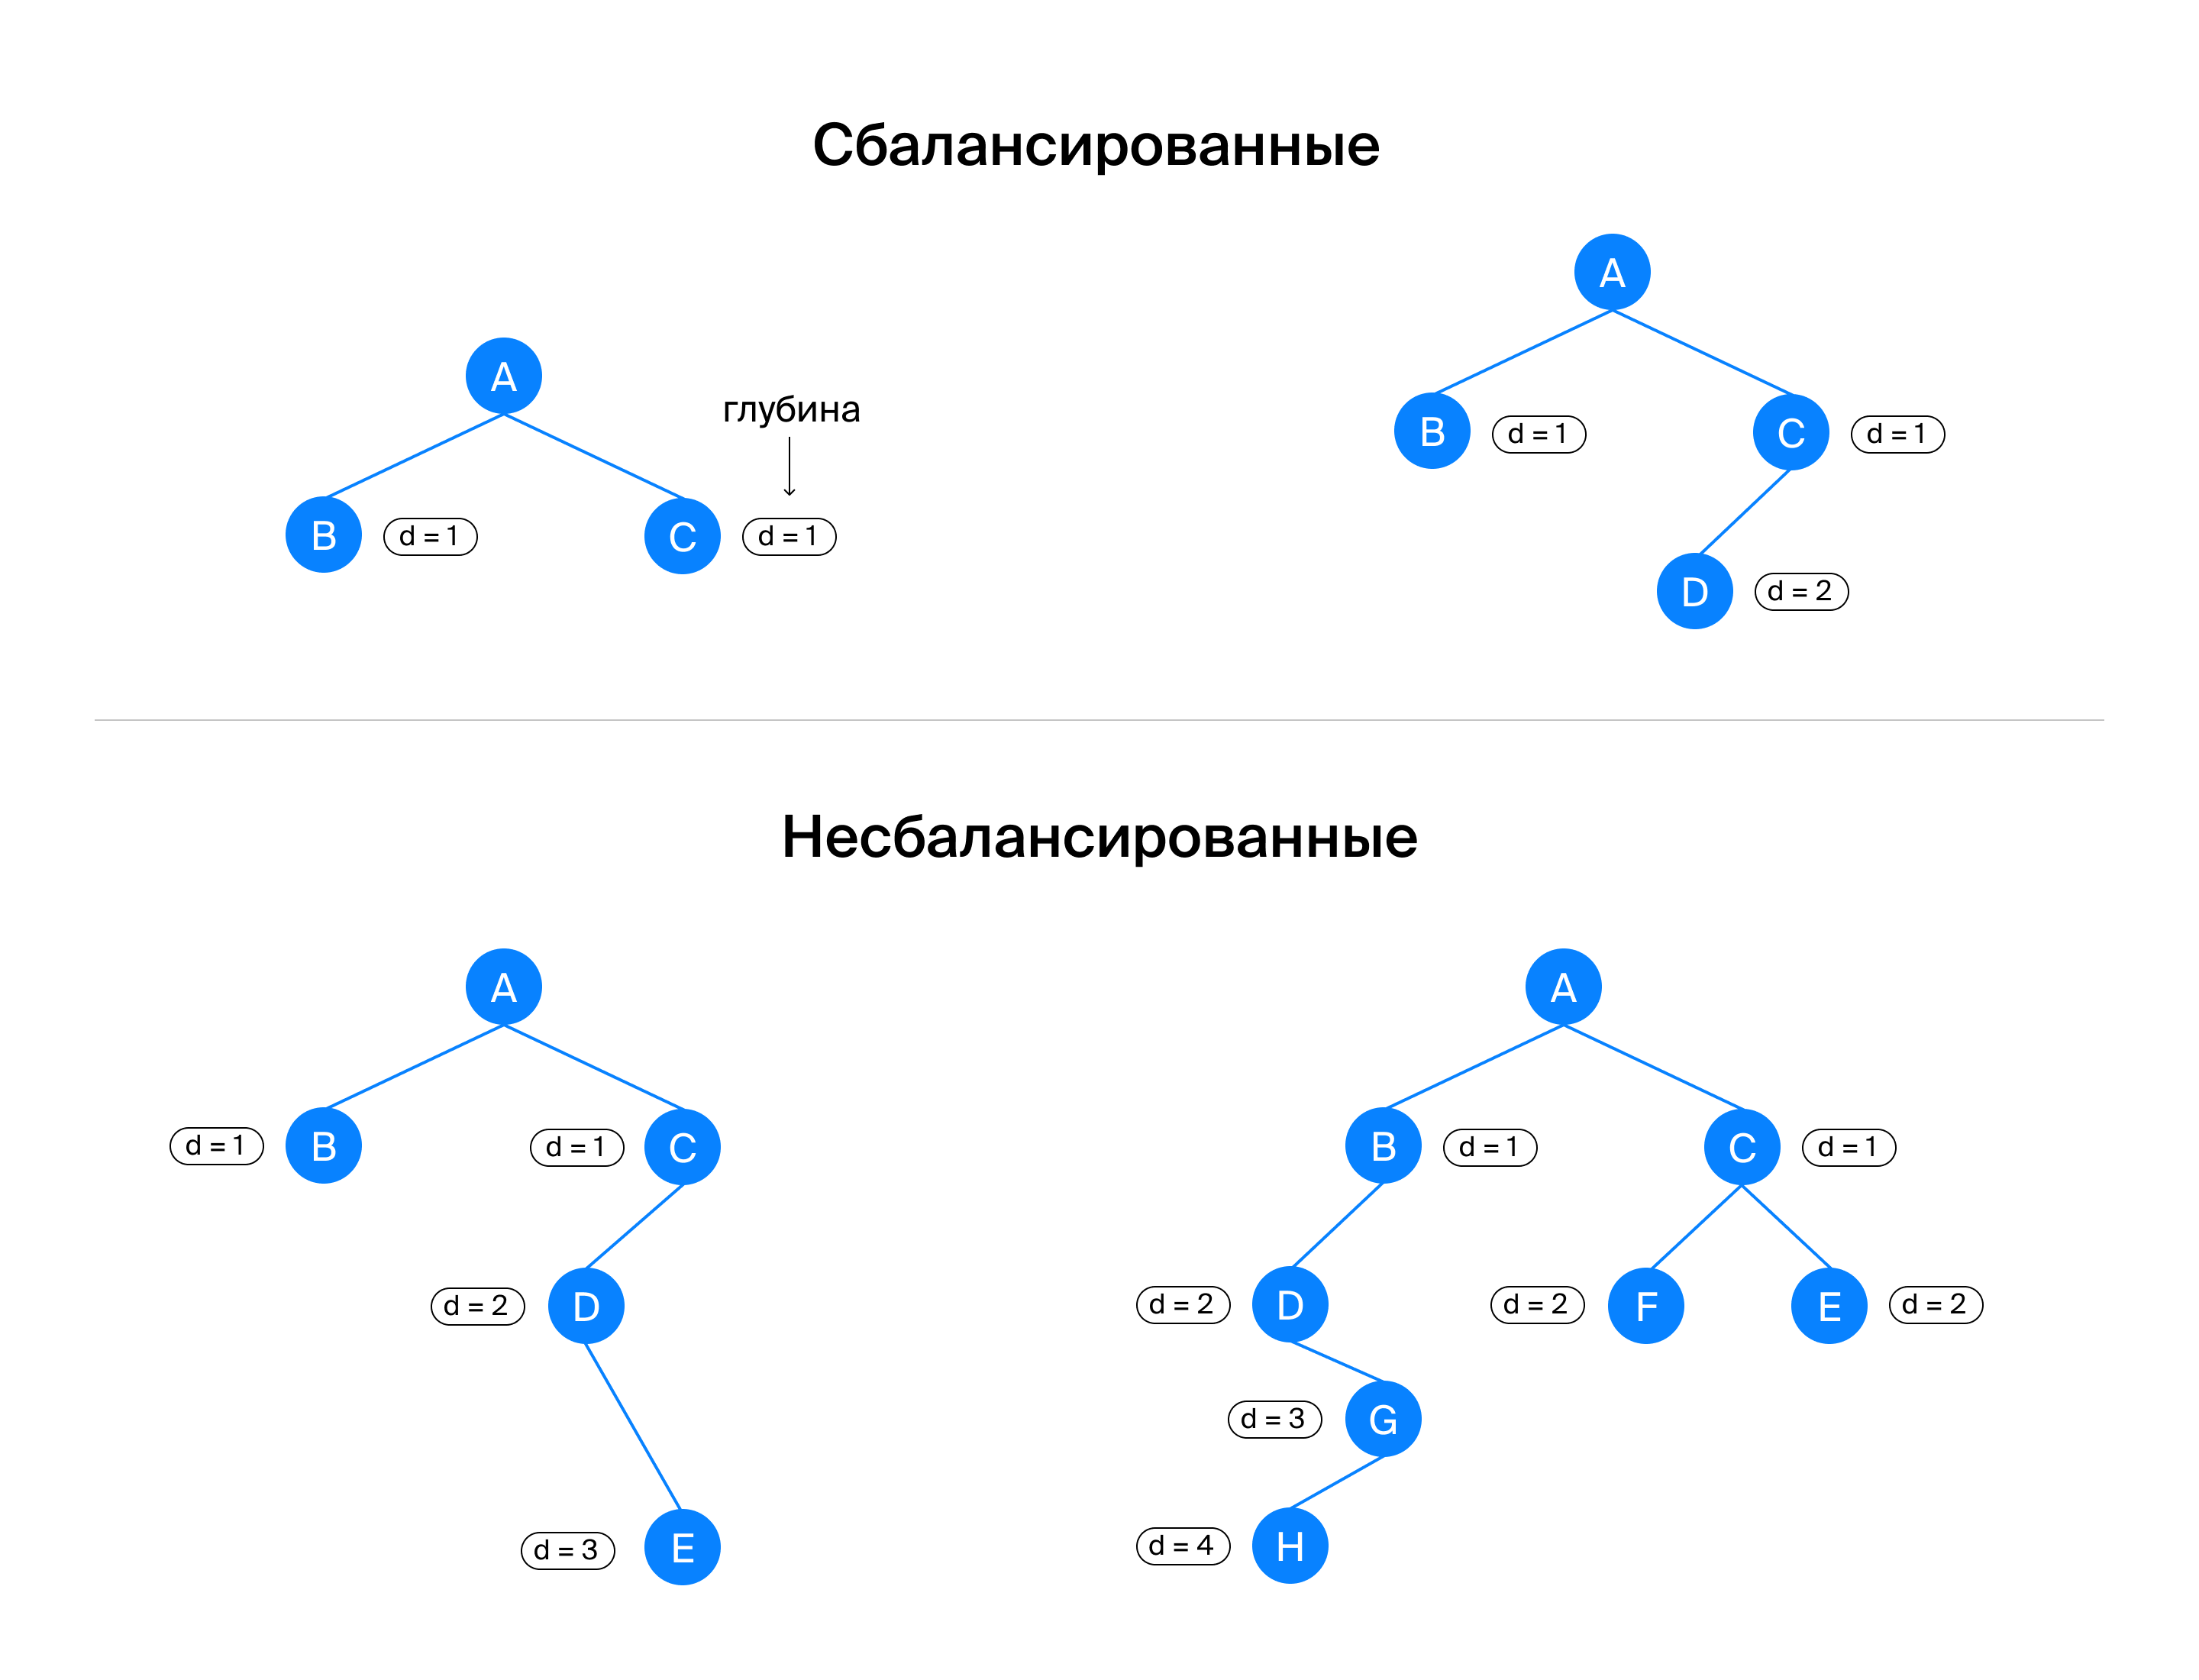 Сбалансированные
A
глубина
B
d = 1
C
d = 1
A
B
d = 1
C
d = 1
D
d = 2
Несбалансированные
A
d = 1
B
d = 1
C
d = 2
D
d = 3
E
A
B
d = 1
C
d = 1
d = 2
D
d = 2
F
E
d = 2
d = 3
G
d = 4
H